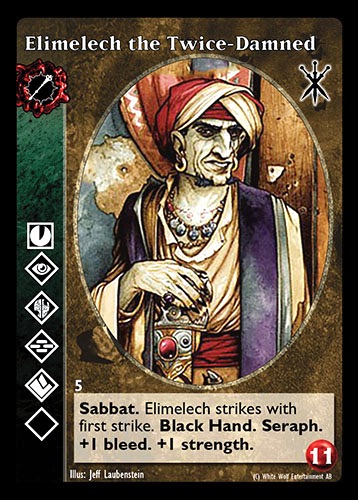 Elimelech the Twice-Damned
5
Sabbat. Elimelech strikes with
first strike. Black Hand. Seraph.
+1 bleed. +1 strength.
11
Illus: Jeff Laubenstein
(C) White Wolf Entertainment AB